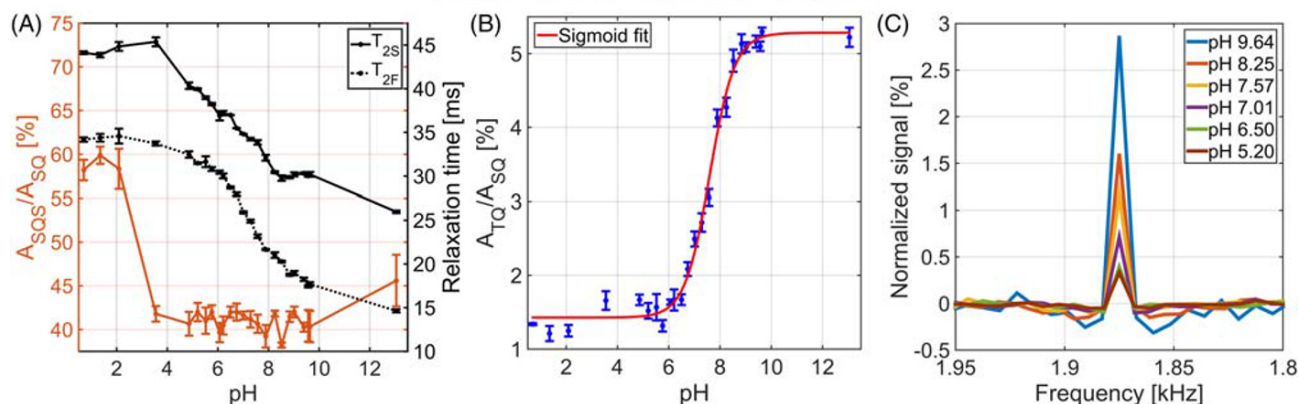 (A)
75
70
65
60
55
50
45
40
A_SQS/A_SQ [%]
2
4
6
8
10
12
pH
45
40
35
30
25
20
15
10
Relaxation time [ms]
T_2S
T_2F
(B)
5
4
3
2
1
A_TQ/A_SQ [%]
2
4
6
8
10
12
pH
Sigmoid fit
(C)
3
2.5
2
1.5
1
0.5
0
-0.5
Normalized signal [%]
1.95
1.9
1.85
1.8
Frequency [kHz]
pH 9.64
pH 8.25
pH 7.57
pH 7.01
pH 6.50
pH 5.20